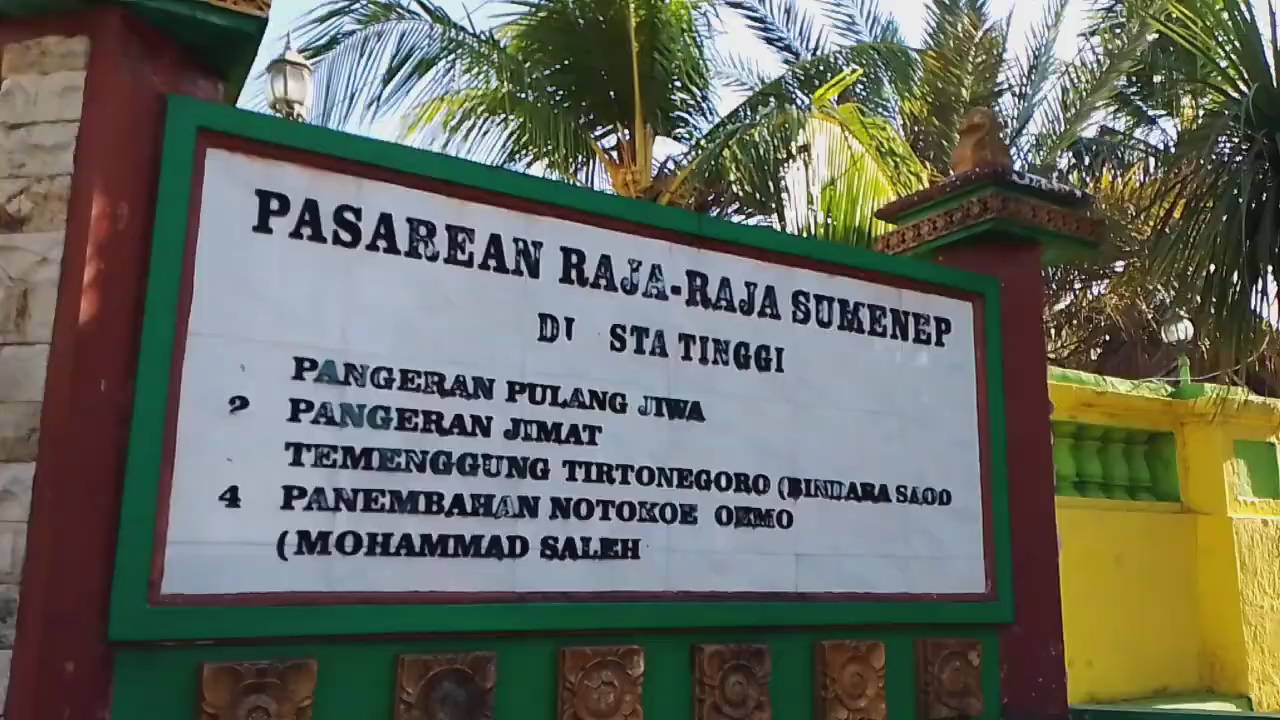 PASAREAN RAJA-RAJA SUMENEP
DI STA TINGGI
PANGERAN PULANG JIWA
2 PANGERAN JIMAT
TEMENGGUNG TIRTONEGORO (BINDARA SAOD
4 PANEMBAHAN NOTOKOE OEMO
(MOHAMMAD SALEH